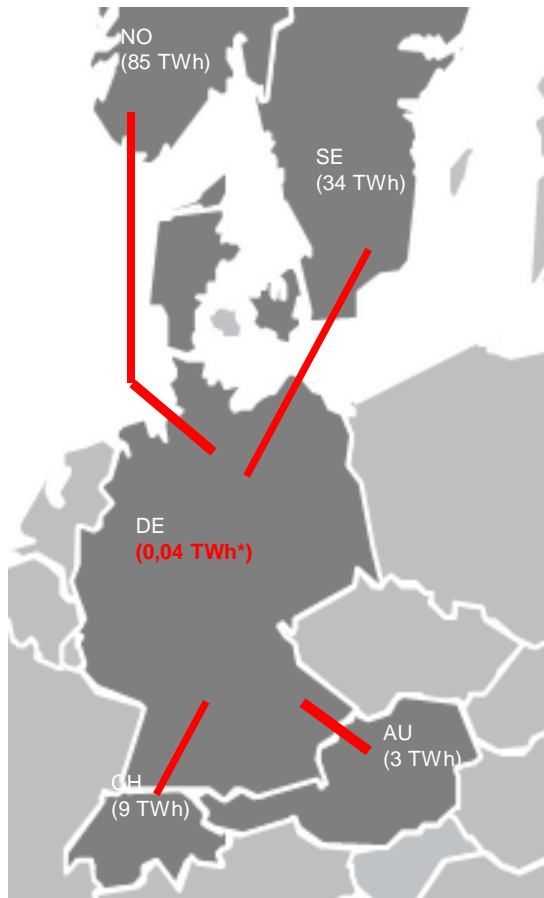 NO
(85 TWh)
SE
(34 TWh)
DE
(0,04 TWh*)
AU
(3 TWh)
CH
(9 TWh)